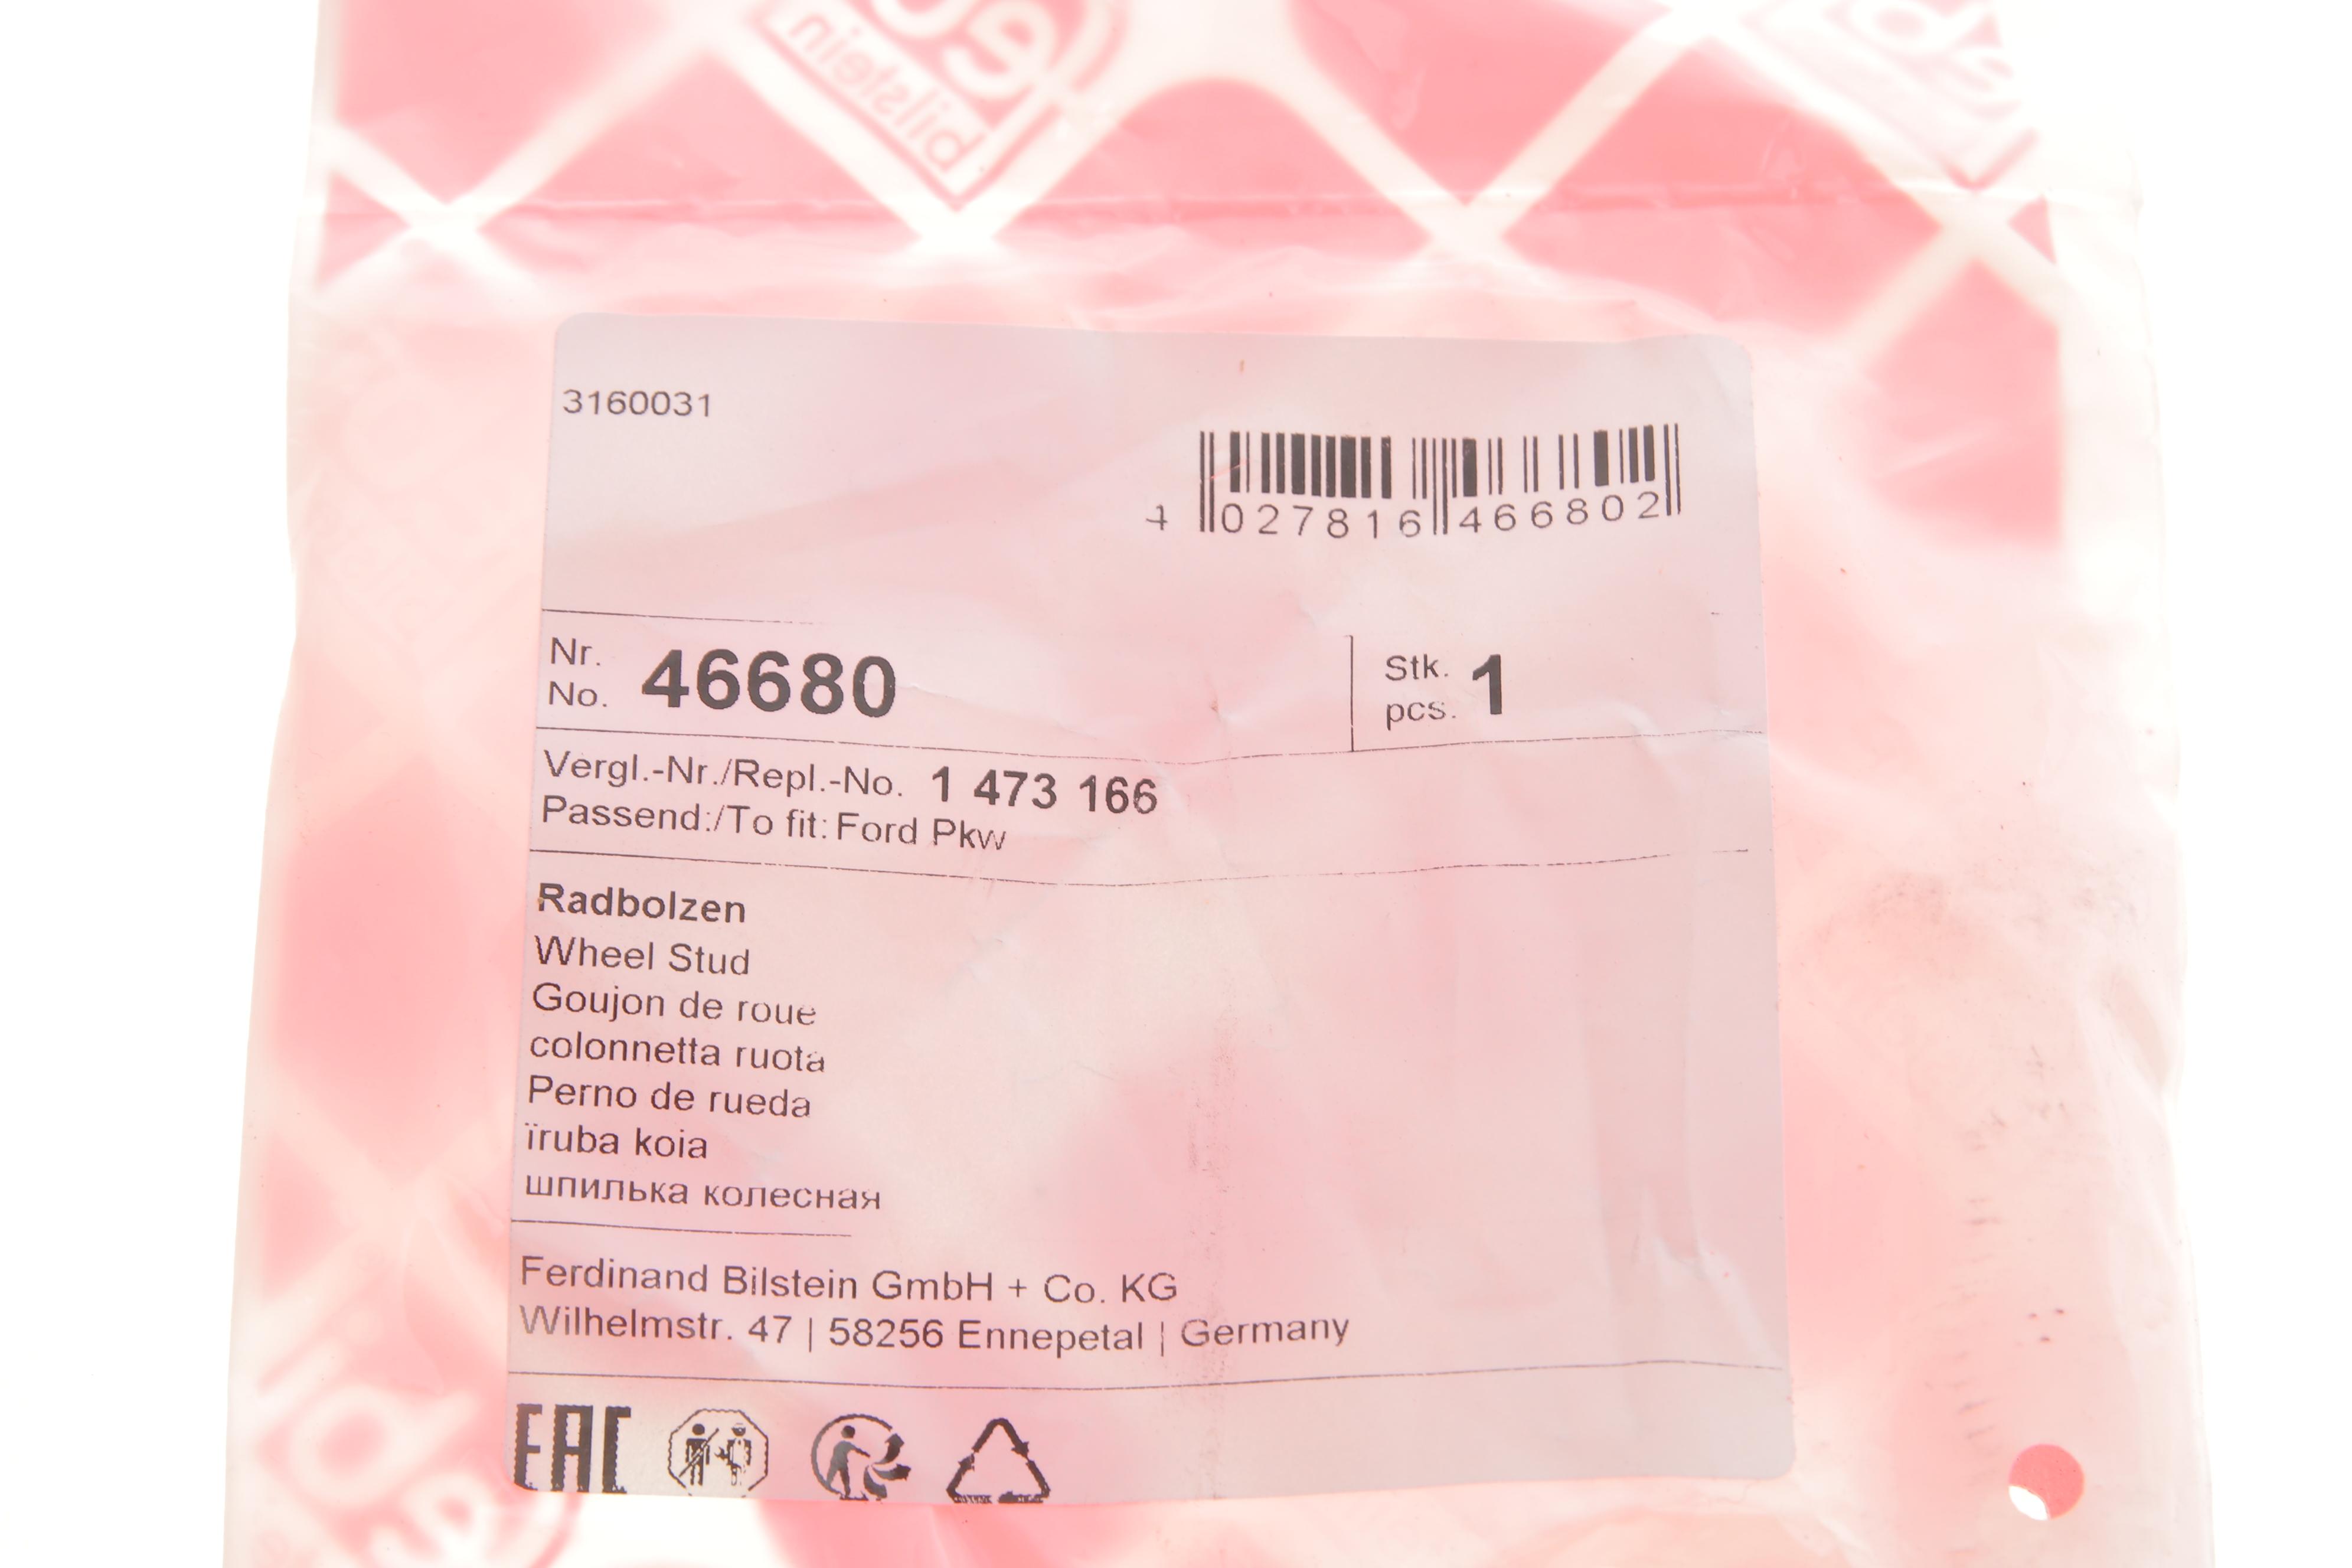 febi
bilstein
3160031
4 027816 466802
Nr.
No. 46680
Stk.
pcs. 1
Vergl.-Nr./Repl.-No. 1 473 166
Passend:/To fit: Ford Pkw
Radbolzen
Wheel Stud
Goujon de roue
colonnetta ruota
Perno de rueda
ïruba koia
шпилька колесная
Ferdinand Bilstein GmbH + Co. KG
Wilhelmstr. 47 | 58256 Ennepetal | Germany
EAC